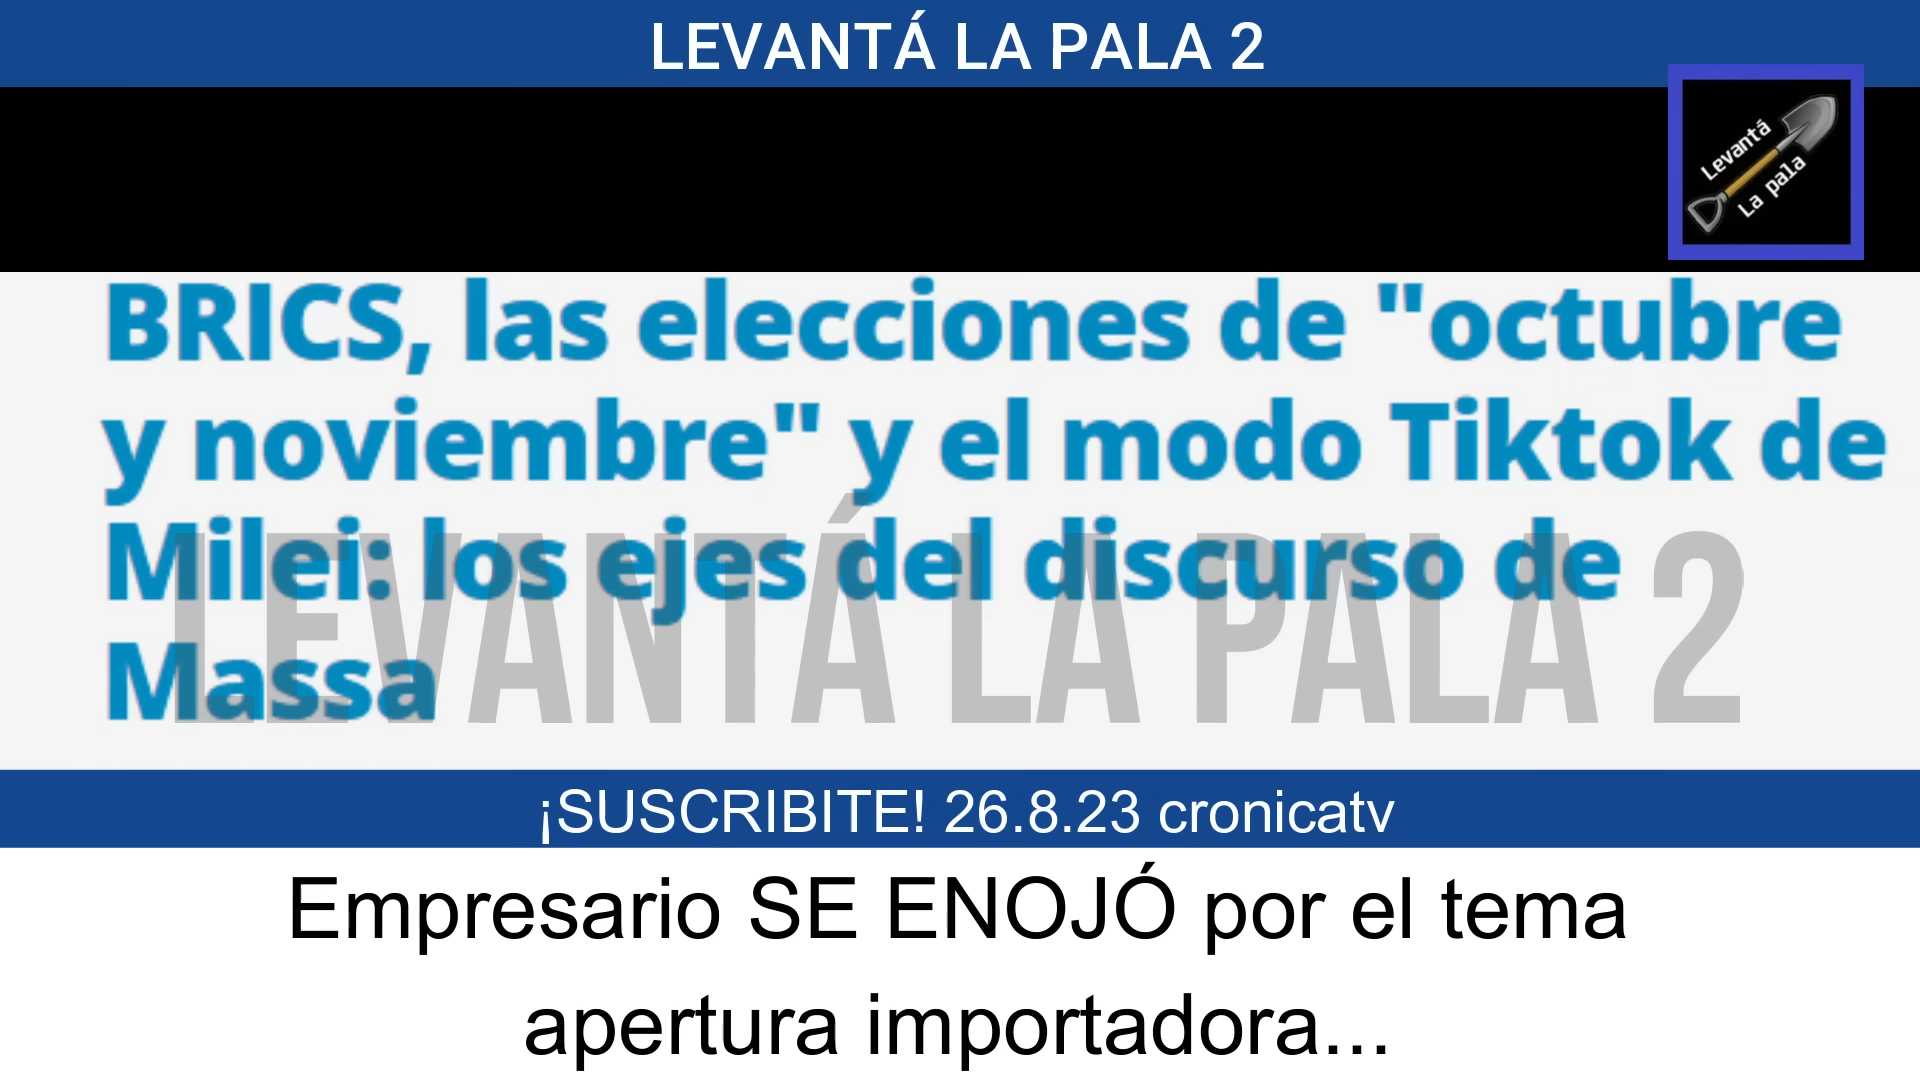 LEVANTÁ LA PALA 2
Levantá
La pala
BRICS, las elecciones de "octubre
y noviembre" y el modo Tiktok de
Milei: los ejes del discurso de
Massa
LEVANTÁ LA PALA 2
¡SUSCRIBITE! 26.8.23 cronicatv
Empresario SE ENOJÓ por el tema
apertura importadora...